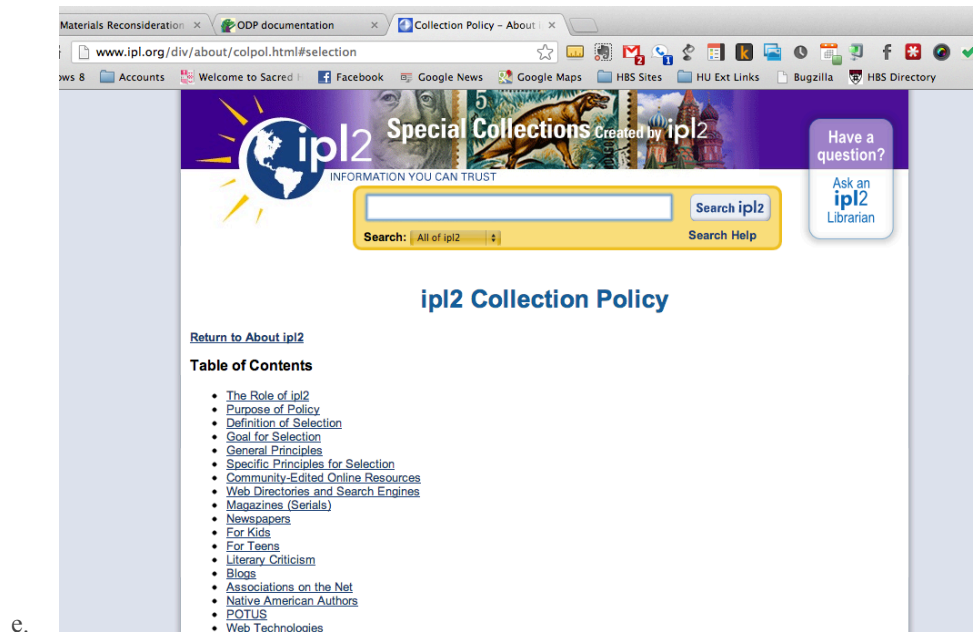 Materials Reconsideration
ODP documentation
Collection Policy – About i
www.ipl.org/div/about/colpol.html#selection
ows 8 Accounts Welcome to Sacred H Facebook Google News Google Maps HBS Sites HU Ext Links Bugzilla HBS Directory
ipl2
Special Collections Created by ipl2
INFORMATION YOU CAN TRUST
Have a
question?
Ask an
ipl2
Librarian
Search ipl2
Search: All of ipl2
Search Help
ipl2 Collection Policy
Return to About ipl2
Table of Contents
• The Role of ipl2
• Purpose of Policy
• Definition of Selection
• Goal for Selection
• General Principles
• Specific Principles for Selection
• Community-Edited Online Resources
• Web Directories and Search Engines
• Magazines (Serials)
• Newspapers
• For Kids
• For Teens
• Literary Criticism
• Blogs
• Associations on the Net
• Native American Authors
• POTUS
• Web Technologies
e.